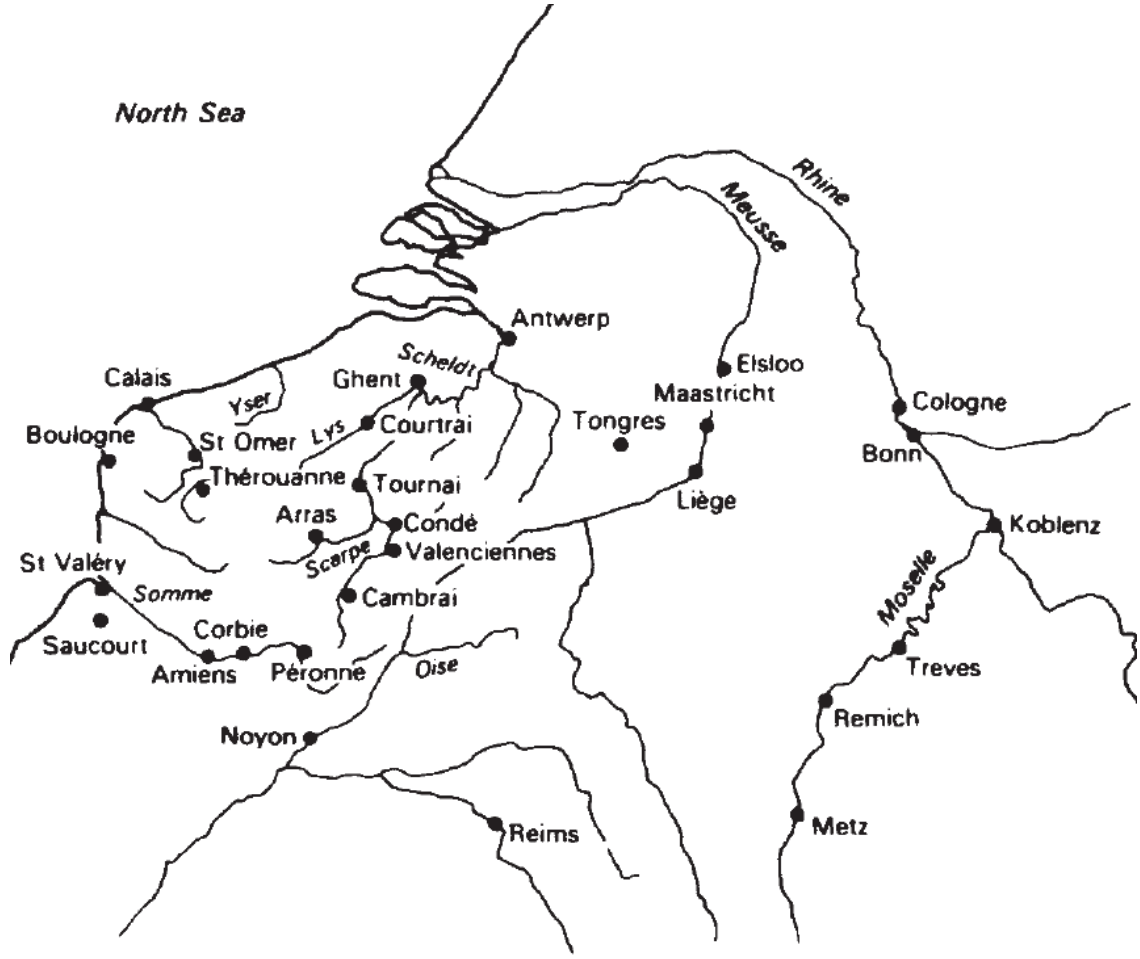 North Sea
Rhine
Meusse
Antwerp
Scheldt
Elsloo
Calais
Ghent
Maastricht
Cologne
Yser
Boulogne
St Omer
Lys
Courtrai
Tongres
Bonn
Thérouanne
Tournai
Liège
Arras
Condé
Koblenz
St Valéry
Scarpe
Valenciennes
Somme
Cambrai
Moselle
Saucourt
Corbie
Amiens
Péronne
Oise
Treves
Remich
Noyon
Reims
Metz